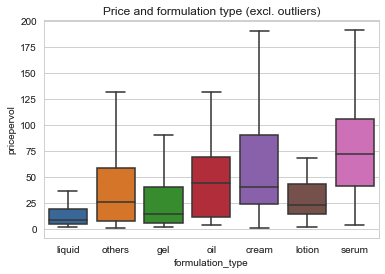 Price and formulation type (excl. outliers)
200
175
150
125
100
75
50
25
0
pricepervol
liquid others gel oil cream lotion serum
formulation_type